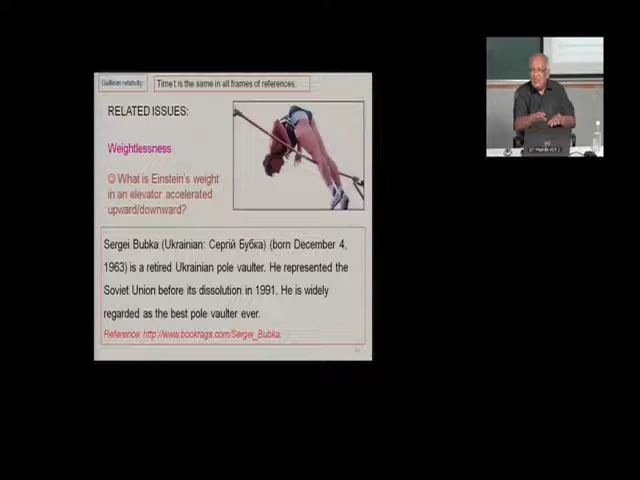 Galilean relativity:
Time t is the same in all frames of references.
RELATED ISSUES:
Weightlessness
☺ What is Einstein's weight
in an elevator accelerated
upward/downward?
Sergei Bubka (Ukrainian: Сергій Бубка) (born December 4,
1963) is a retired Ukrainian pole vaulter. He represented the
Soviet Union before its dissolution in 1991. He is widely
regarded as the best pole vaulter ever.
Reference: http://www.bookrags.com/Sergei_Bubka.